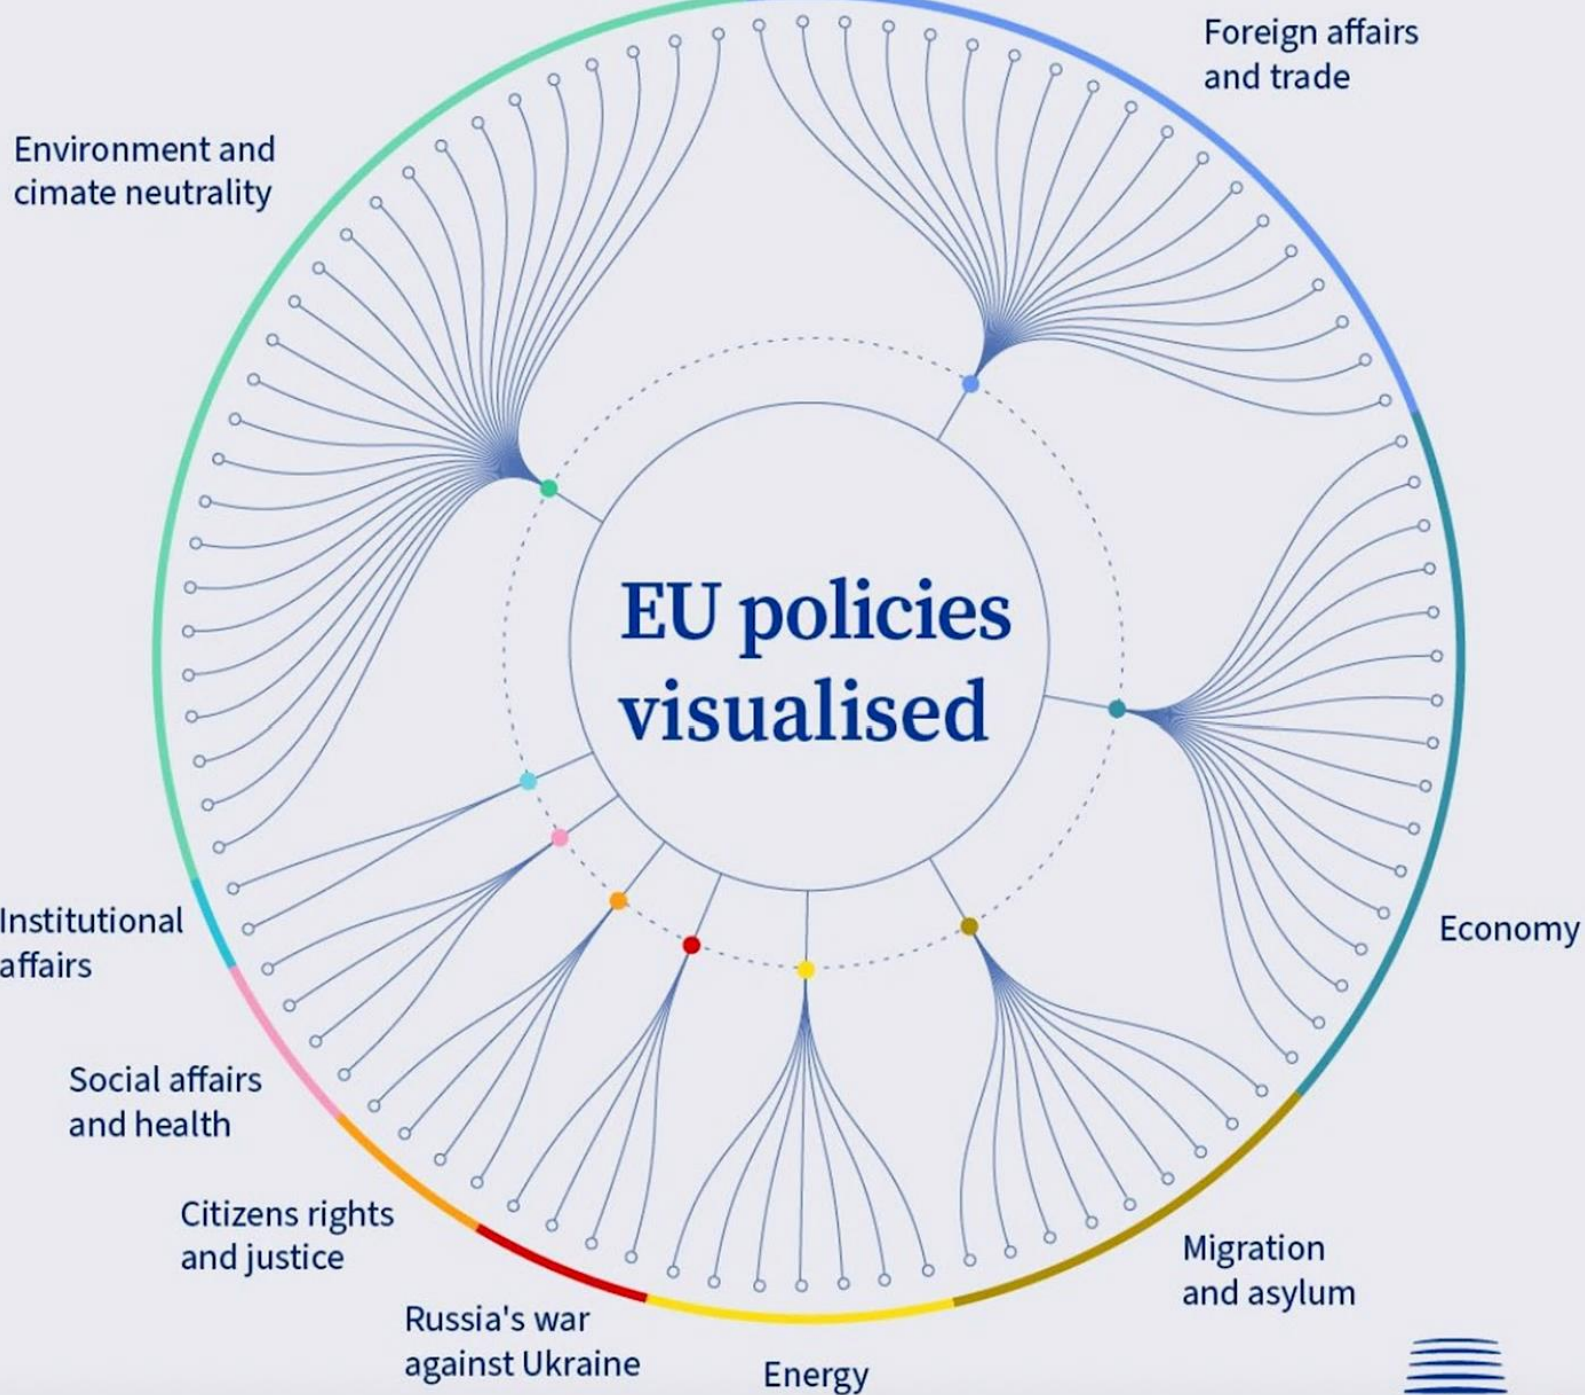 Foreign affairs
and trade
Environment and
cimate neutrality
EU policies
visualised
Institutional
affairs
Economy
Social affairs
and health
Citizens rights
and justice
Migration
and asylum
Russia's war
against Ukraine
Energy